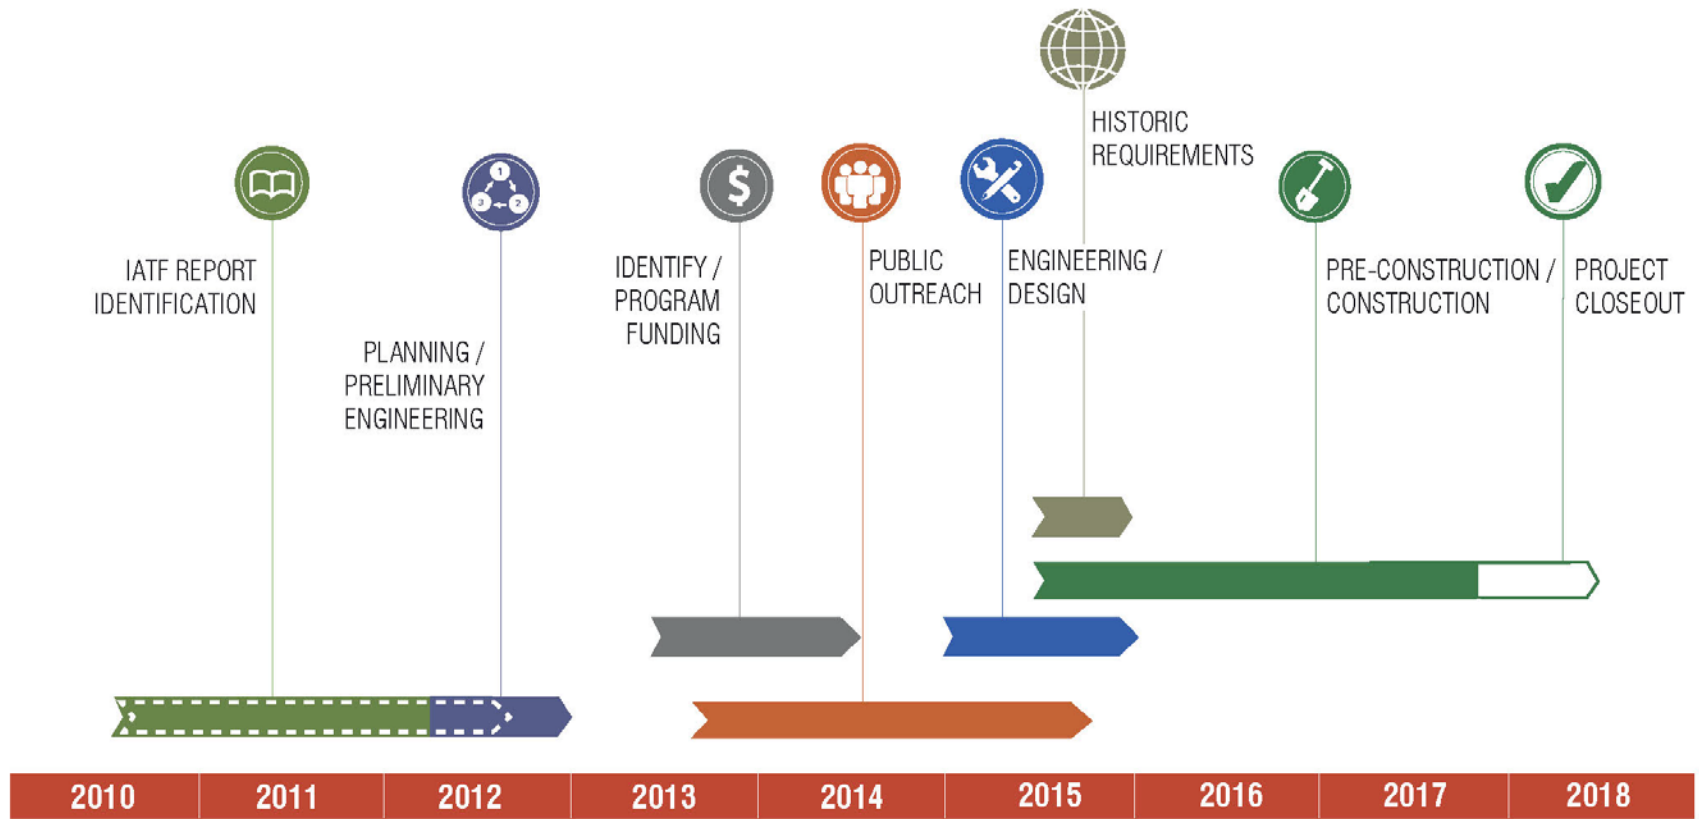 HISTORIC
REQUIREMENTS
1
3
2
$
IATF REPORT
IDENTIFICATION
PLANNING /
PRELIMINARY
ENGINEERING
IDENTIFY /
PROGRAM
FUNDING
PUBLIC
OUTREACH
ENGINEERING /
DESIGN
PRE-CONSTRUCTION /
CONSTRUCTION
PROJECT
CLOSEOUT
2010
2011
2012
2013
2014
2015
2016
2017
2018